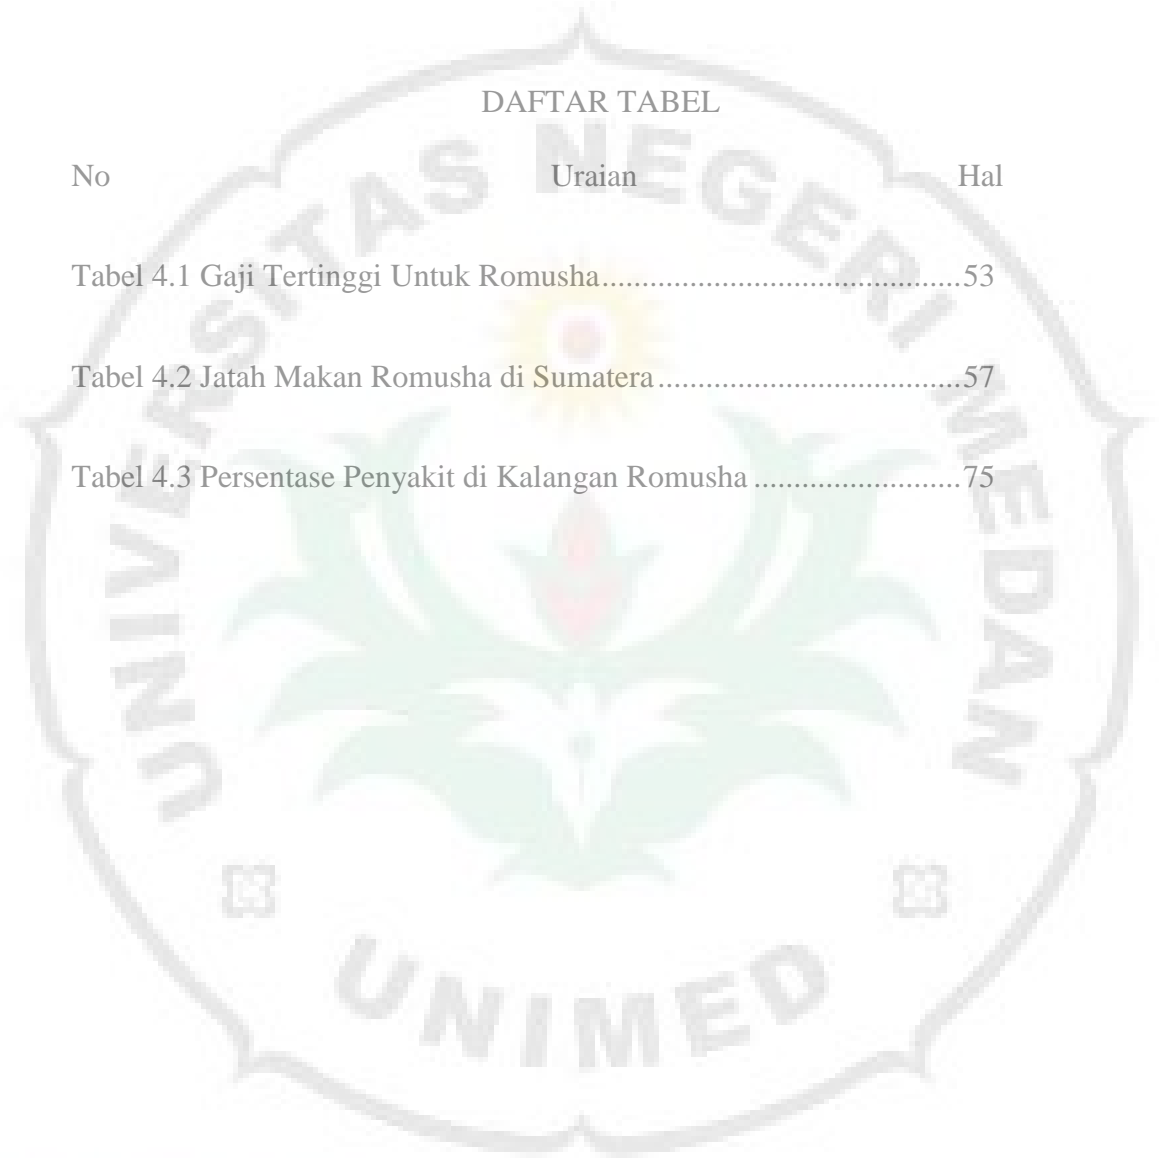 DAFTAR TABEL
No Uraian Hal
Tabel 4.1 Gaji Tertinggi Untuk Romusha............................................53
Tabel 4.2 Jatah Makan Romusha di Sumatera.....................................57
Tabel 4.3 Persentase Penyakit di Kalangan Romusha.........................75
UNIVERSITAS NEGERI MEDAN
UNIMED